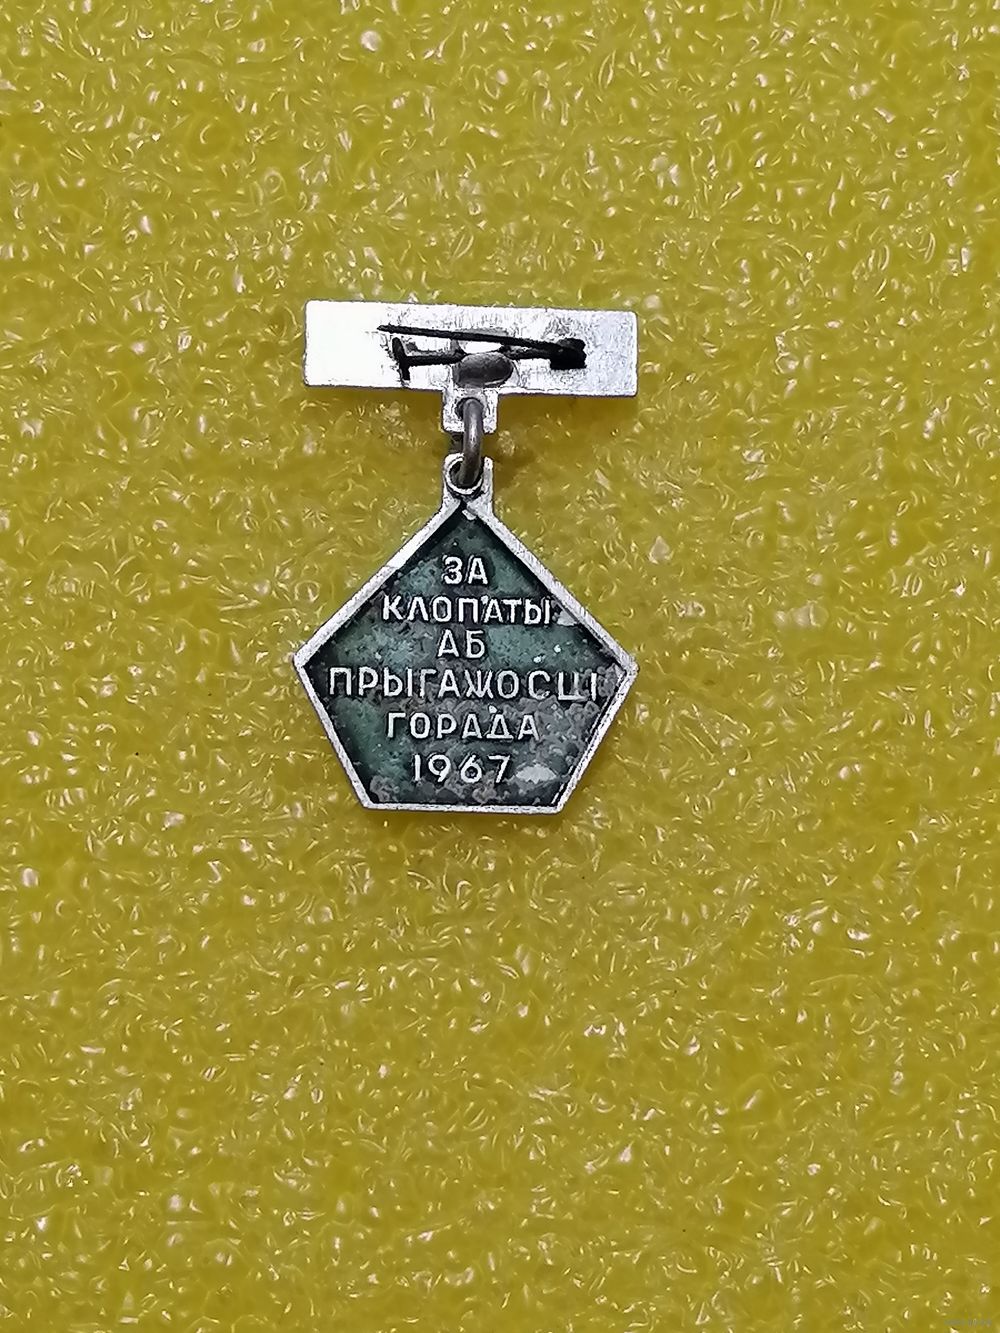 ЗА
КЛОПАТЫ
АБ
ПРЫГАЖОСЦІ
ГОРАДА
1967